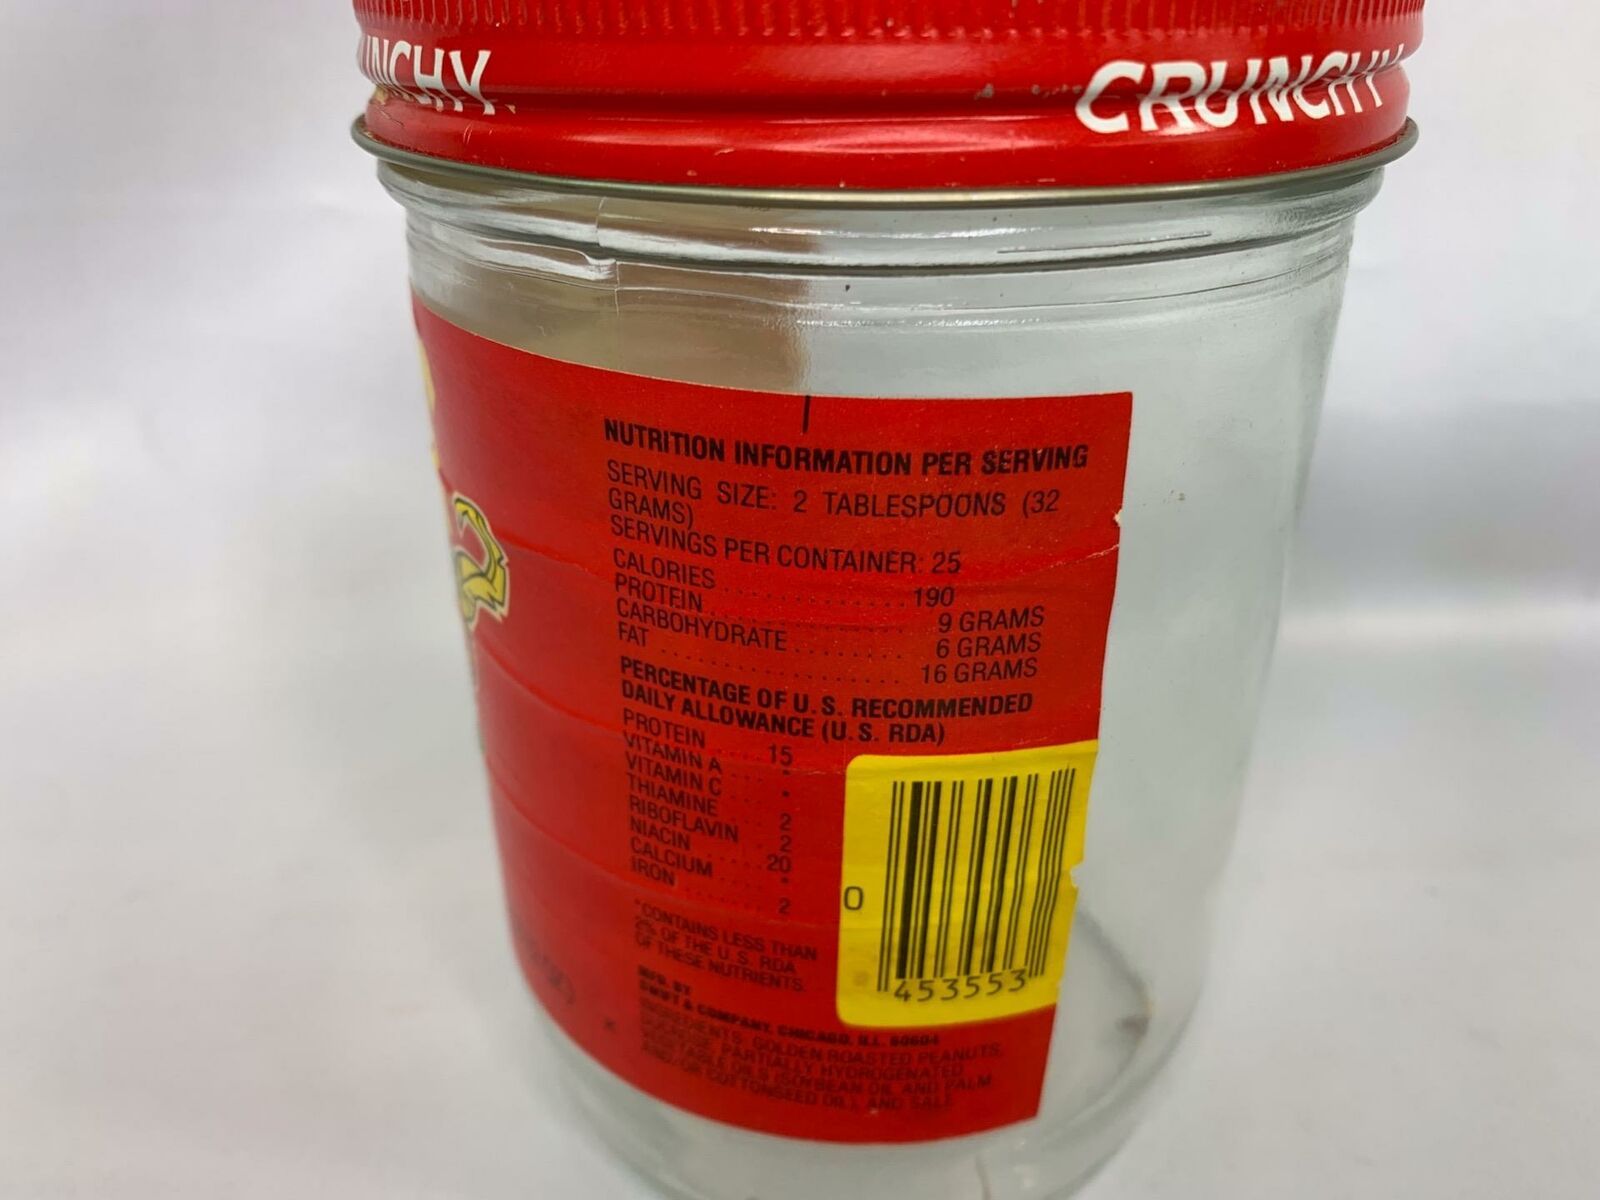 UNCHY
CRUNCHY
NUTRITION INFORMATION PER SERVING
SERVING SIZE: 2 TABLESPOONS (32
GRAMS)
SERVINGS PER CONTAINER: 25
CALORIES ............. 190
PROTEIN .............. 9 GRAMS
CARBOHYDRATE ........ 6 GRAMS
FAT .................. 16 GRAMS
PERCENTAGE OF U.S. RECOMMENDED
DAILY ALLOWANCE (U.S. RDA)
PROTEIN .... 15
VITAMIN A .... *
VITAMIN C .... *
THIAMINE .... 2
RIBOFLAVIN .. 2
NIACIN .... 20
CALCIUM .... *
IRON .... 2
*CONTAINS LESS THAN
2% OF THE U.S. RDA
OF THESE NUTRIENTS.
0
453553
MFR. BY
SWIFT & COMPANY, CHICAGO, ILL. 60604
INGREDIENTS: GOLDEN ROASTED PEANUTS,
PARTIALLY HYDROGENATED
VEGETABLE OILS (SOYBEAN OIL AND PALM
AND/OR COTTONSEED OIL), AND SALT.